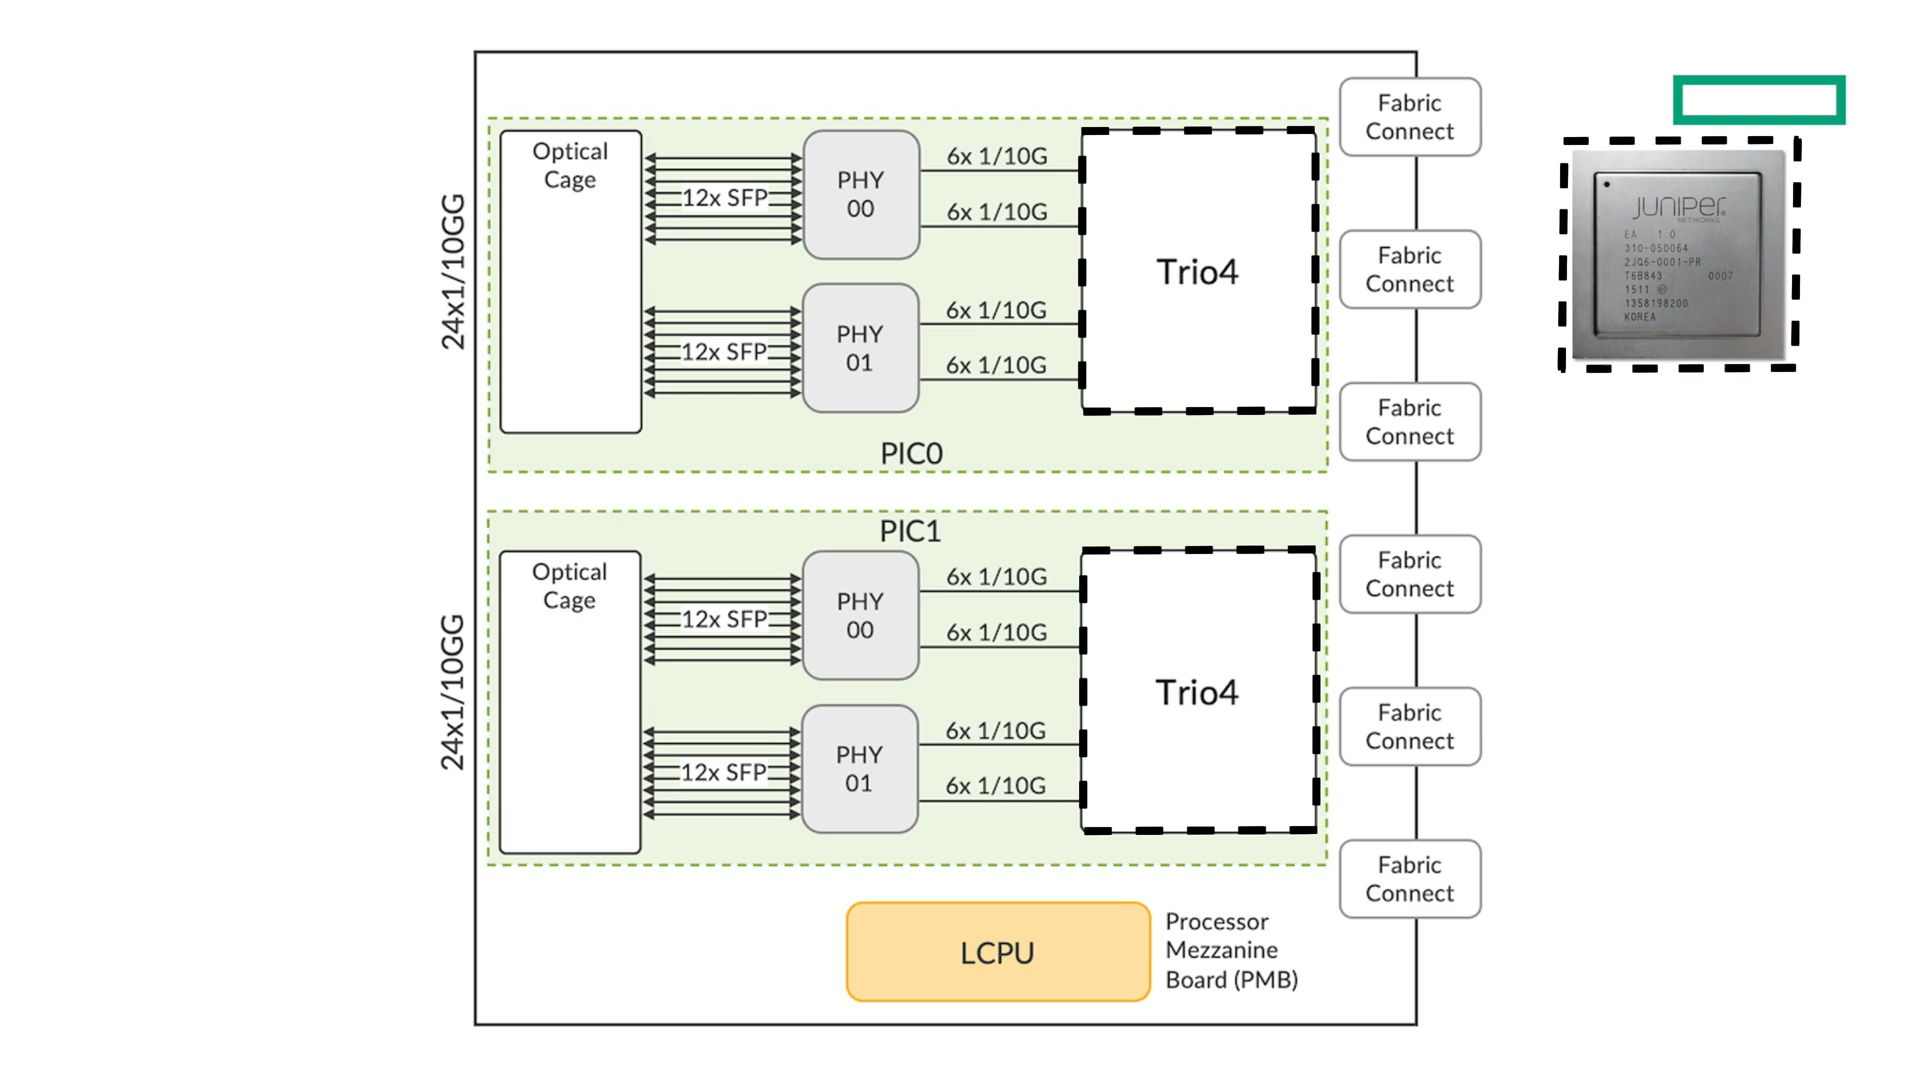 24x1/10GG
Optical
Cage
12x SFP
12x SFP
PHY
00
PHY
01
6x 1/10G
6x 1/10G
6x 1/10G
6x 1/10G
Trio4
PIC0
24x1/10GG
PIC1
Optical
Cage
12x SFP
12x SFP
PHY
00
PHY
01
6x 1/10G
6x 1/10G
6x 1/10G
6x 1/10G
Trio4
LCPU
Processor
Mezzanine
Board (PMB)
Fabric
Connect
Fabric
Connect
Fabric
Connect
Fabric
Connect
Fabric
Connect
Fabric
Connect
JUNIPER
NETWORKS
EA 10
310-050064
2JQ6-0001-PR
T6B843 0007
1511
1358198200
KOREA